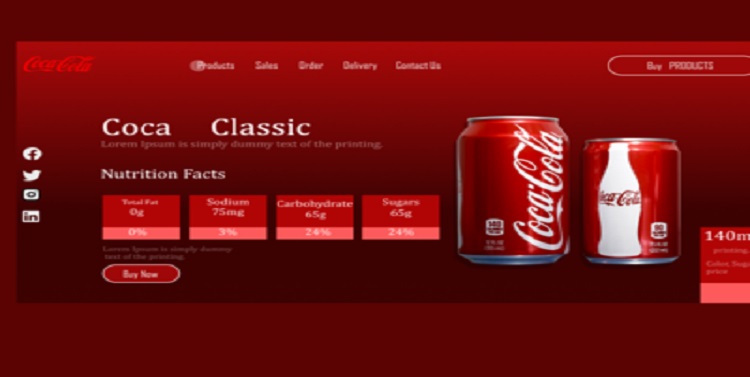 Coca-Cola
Products Sales Order Delivery Contact Us
Buy PRODUCTS
Coca Classic
Lorem Ipsum is simply dummy text of the printing.
Nutrition Facts
Total Fat
0g
0%
Sodium
75mg
3%
Carbohydrate
65g
24%
Sugars
65g
24%
Lorem Ipsum is simply dummy
text of the printing.
Buy Now
Coca-Cola
140
Coca-Cola
90
140m
printing.
Color, Sug
price